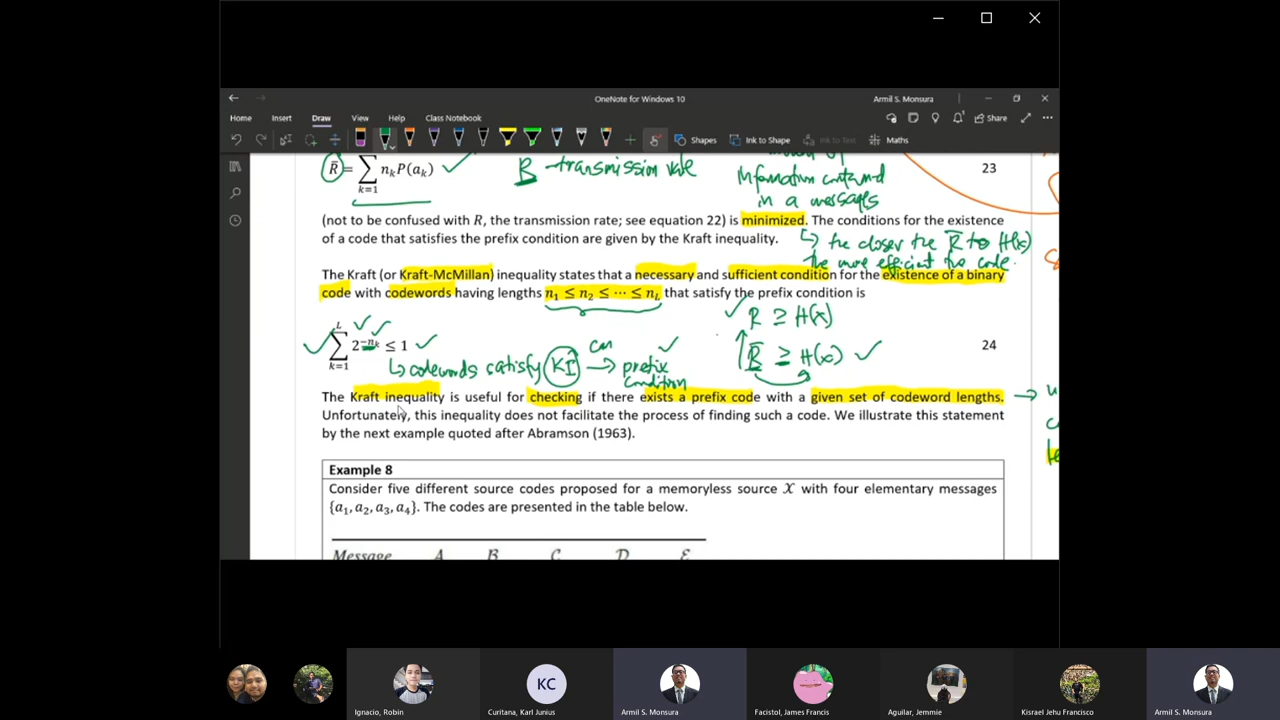 OneNote for Windows 10
Armil S. Monsura
Home Insert Draw View Help Class Notebook
Share
Shapes Ink to Shape Ink to Text Maths
R̄ = ∑ n_k P(a_k) ✓
k=1
R - transmission rate
information contained
in a messages
23
(not to be confused with R, the transmission rate; see equation 22) is minimized. The conditions for the existence
of a code that satisfies the prefix condition are given by the Kraft inequality.
↳ the closer the R̄ to H(x)
the more efficient the code.
The Kraft (or Kraft-McMillan) inequality states that a necessary and sufficient condition for the existence of a binary
code with codewords having lengths n₁ ≤ n₂ ≤ ⋯ ≤ n_L that satisfy the prefix condition is
✓ R ≥ H(x)
L
✓ ∑ 2^{-n_k} ≤ 1 ✓
k=1
R̄ ≥ H(x) ✓
24
↳ codewords satisfy KI can → prefix condition ✓
The Kraft inequality is useful for checking if there exists a prefix code with a given set of codeword lengths. →
Unfortunately, this inequality does not facilitate the process of finding such a code. We illustrate this statement
by the next example quoted after Abramson (1963).
Example 8
Consider five different source codes proposed for a memoryless source X with four elementary messages
{a₁, a₂, a₃, a₄}. The codes are presented in the table below.
Message A B C D E
KC
Ignacio, Robin
Curitana, Karl Junius
Armil S. Monsura
Facistol, James Francis
Aguilar, Jemmie
Kisrael Jehu Francisco
Armil S. Monsura